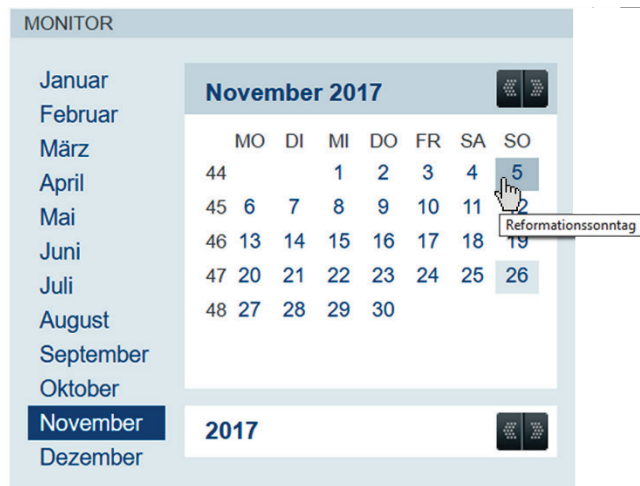 MONITOR
Januar
Februar
März
April
Mai
Juni
Juli
August
September
Oktober
November
Dezember
November 2017
MO DI MI DO FR SA SO
44 1 2 3 4 5
45 6 7 8 9 10 11 12
Reformationssonntag
46 13 14 15 16 17 18 19
47 20 21 22 23 24 25 26
48 27 28 29 30
2017